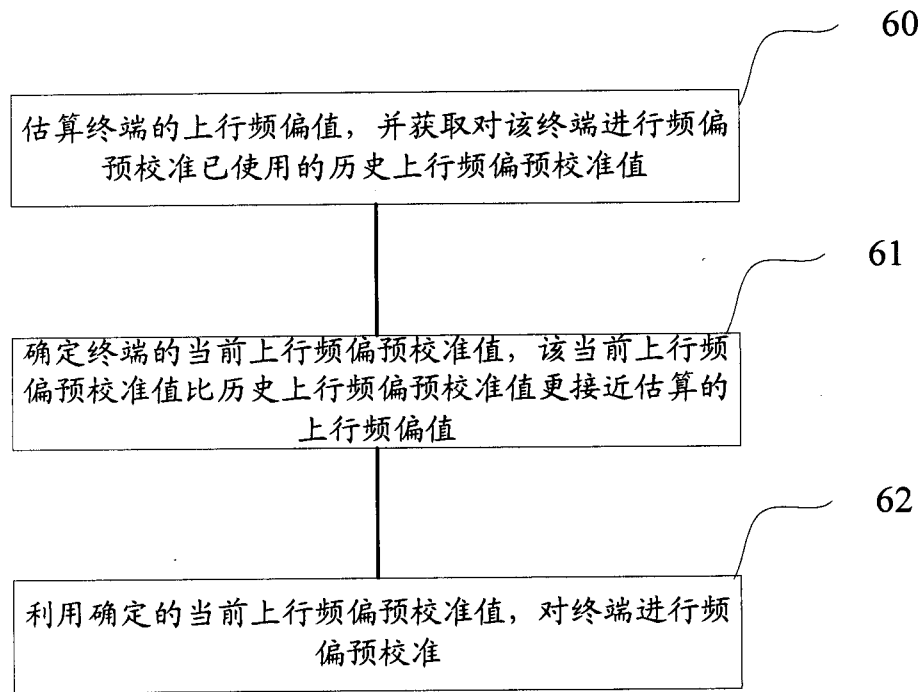 60
估算终端的上行频偏值，并获取对该终端进行频偏
预校准已使用的历史上行频偏预校准值
61
确定终端的当前上行频偏预校准值，该当前上行频
偏预校准值比历史上行频偏预校准值更接近估算的
上行频偏值
62
利用确定的当前上行频偏预校准值，对终端进行频
偏预校准